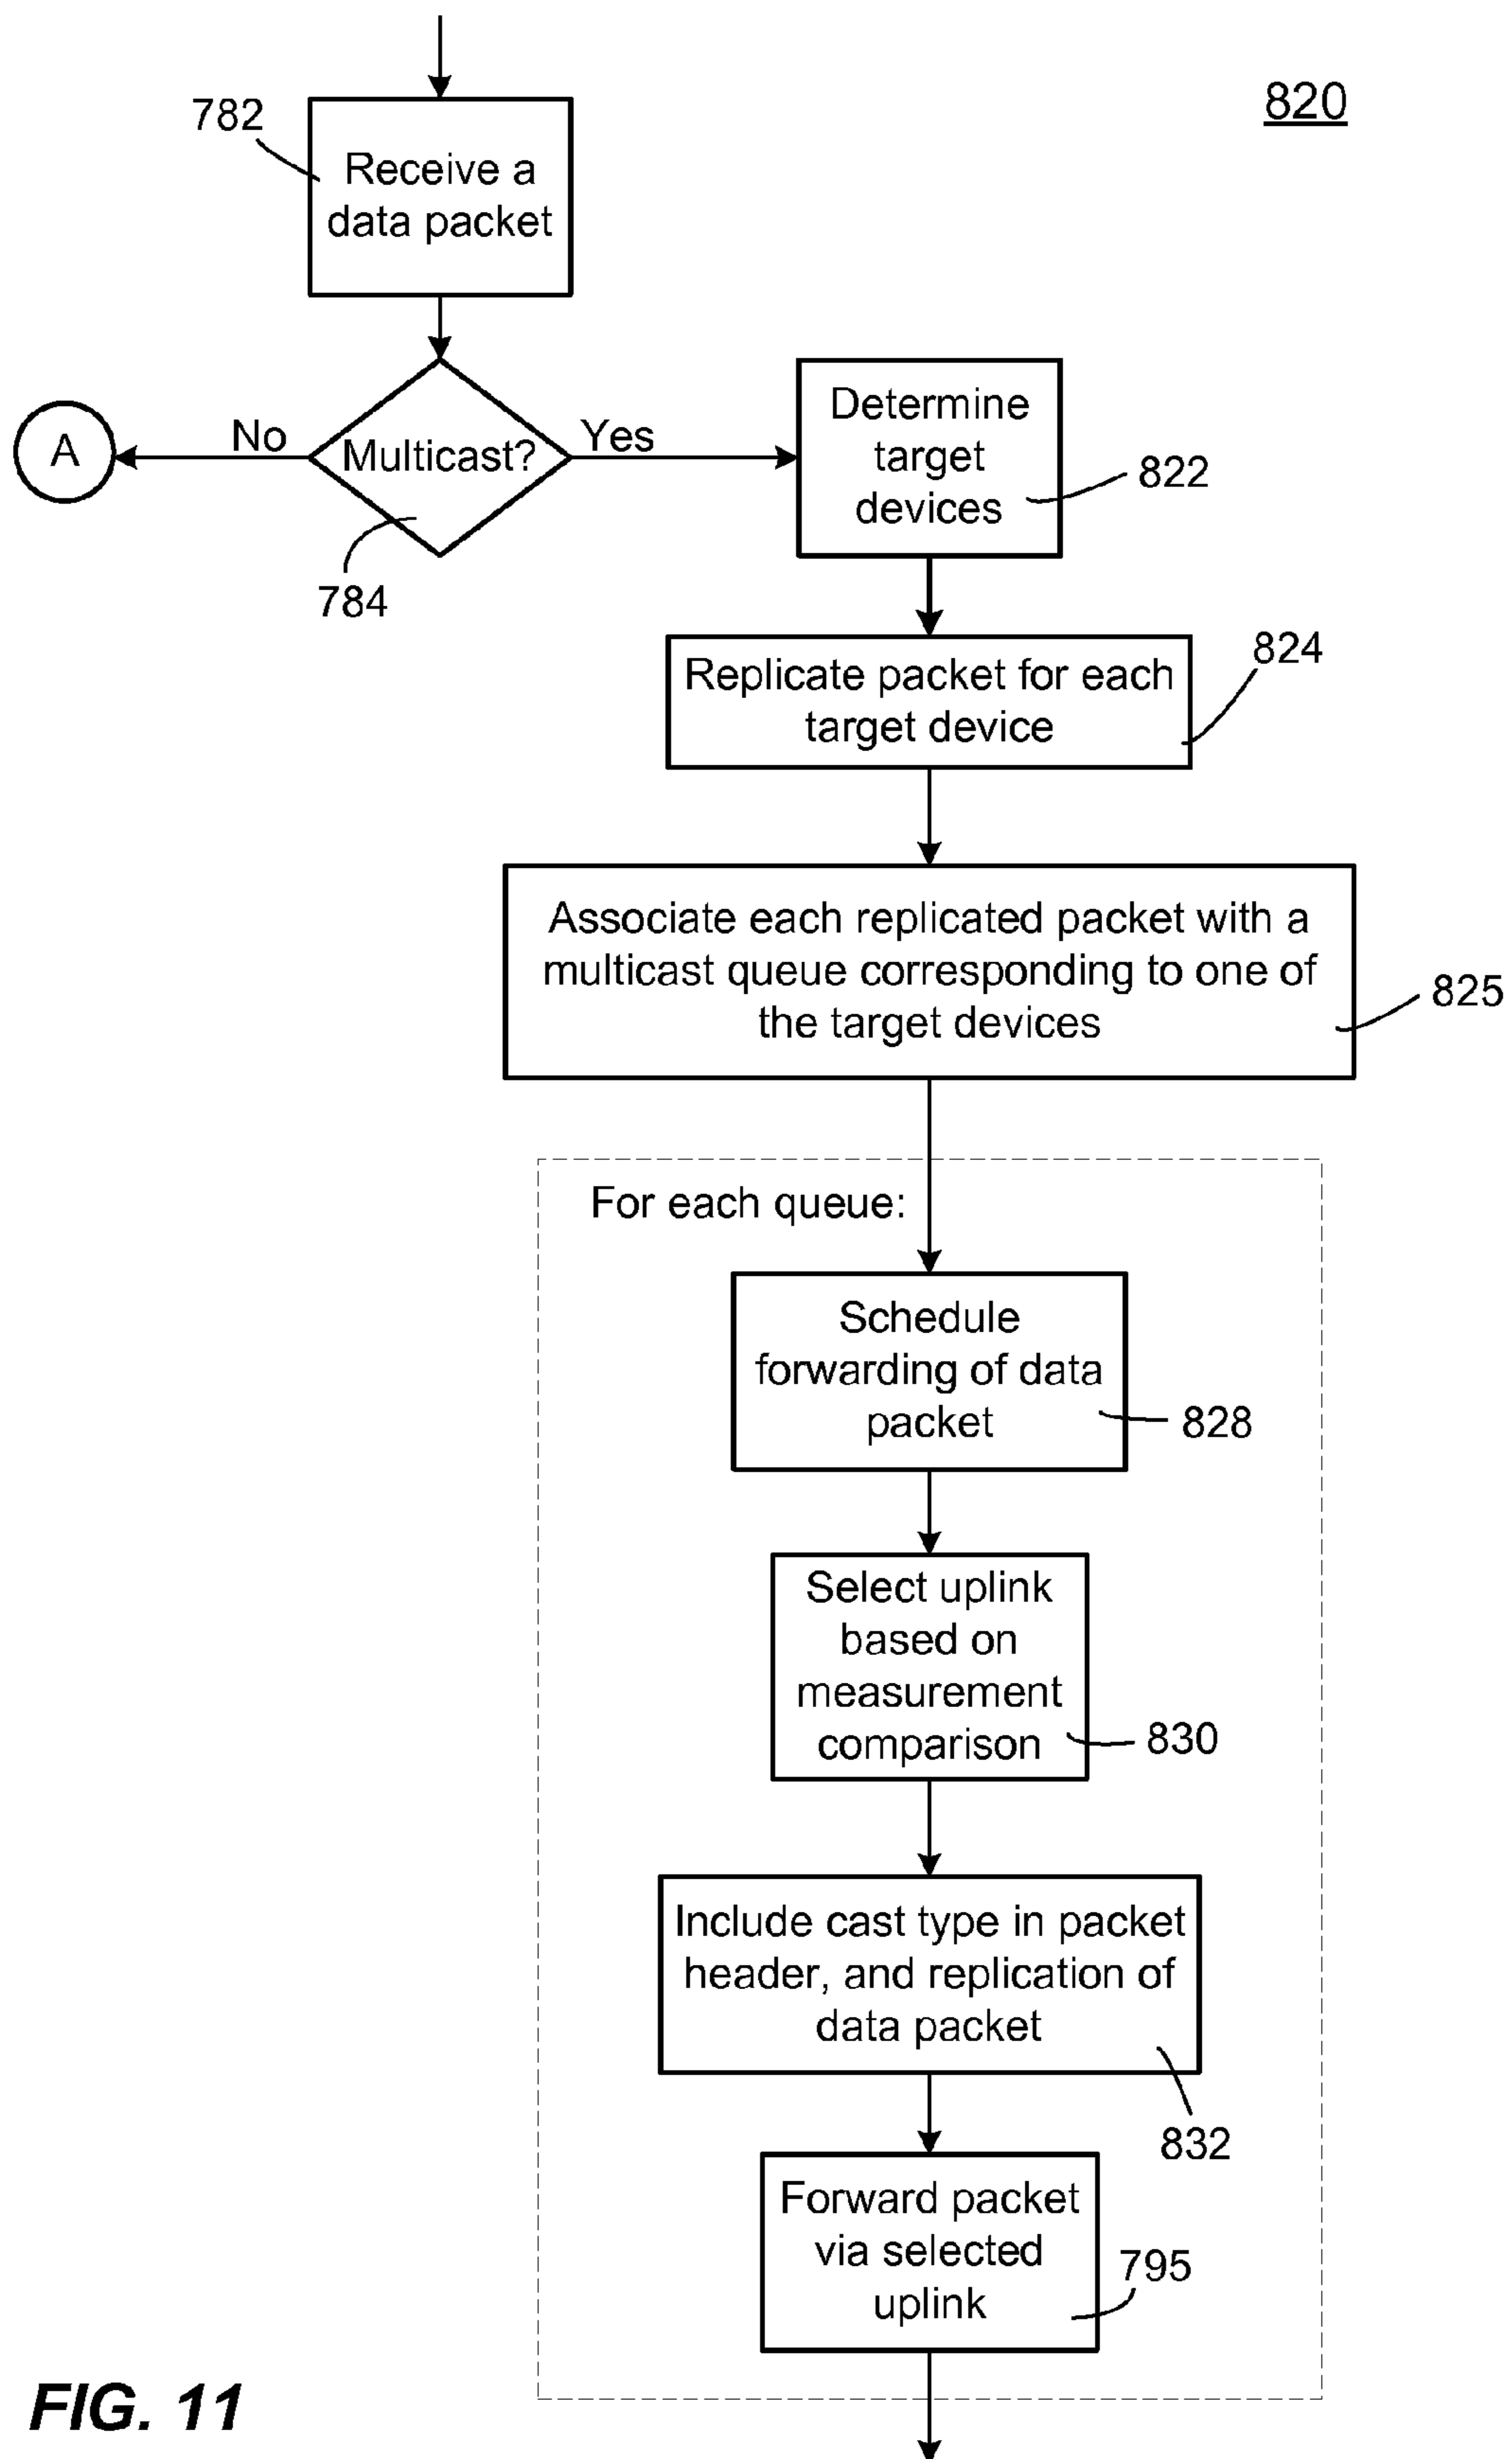 820
782
Receive a
data packet
A
No
Multicast?
Yes
784
Determine
target
devices
822
Replicate packet for each
target device
824
Associate each replicated packet with a
multicast queue corresponding to one of
the target devices
825
For each queue:
Schedule
forwarding of data
packet
828
Select uplink
based on
measurement
comparison
830
Include cast type in packet
header, and replication of
data packet
832
Forward packet
via selected
uplink
795
FIG. 11